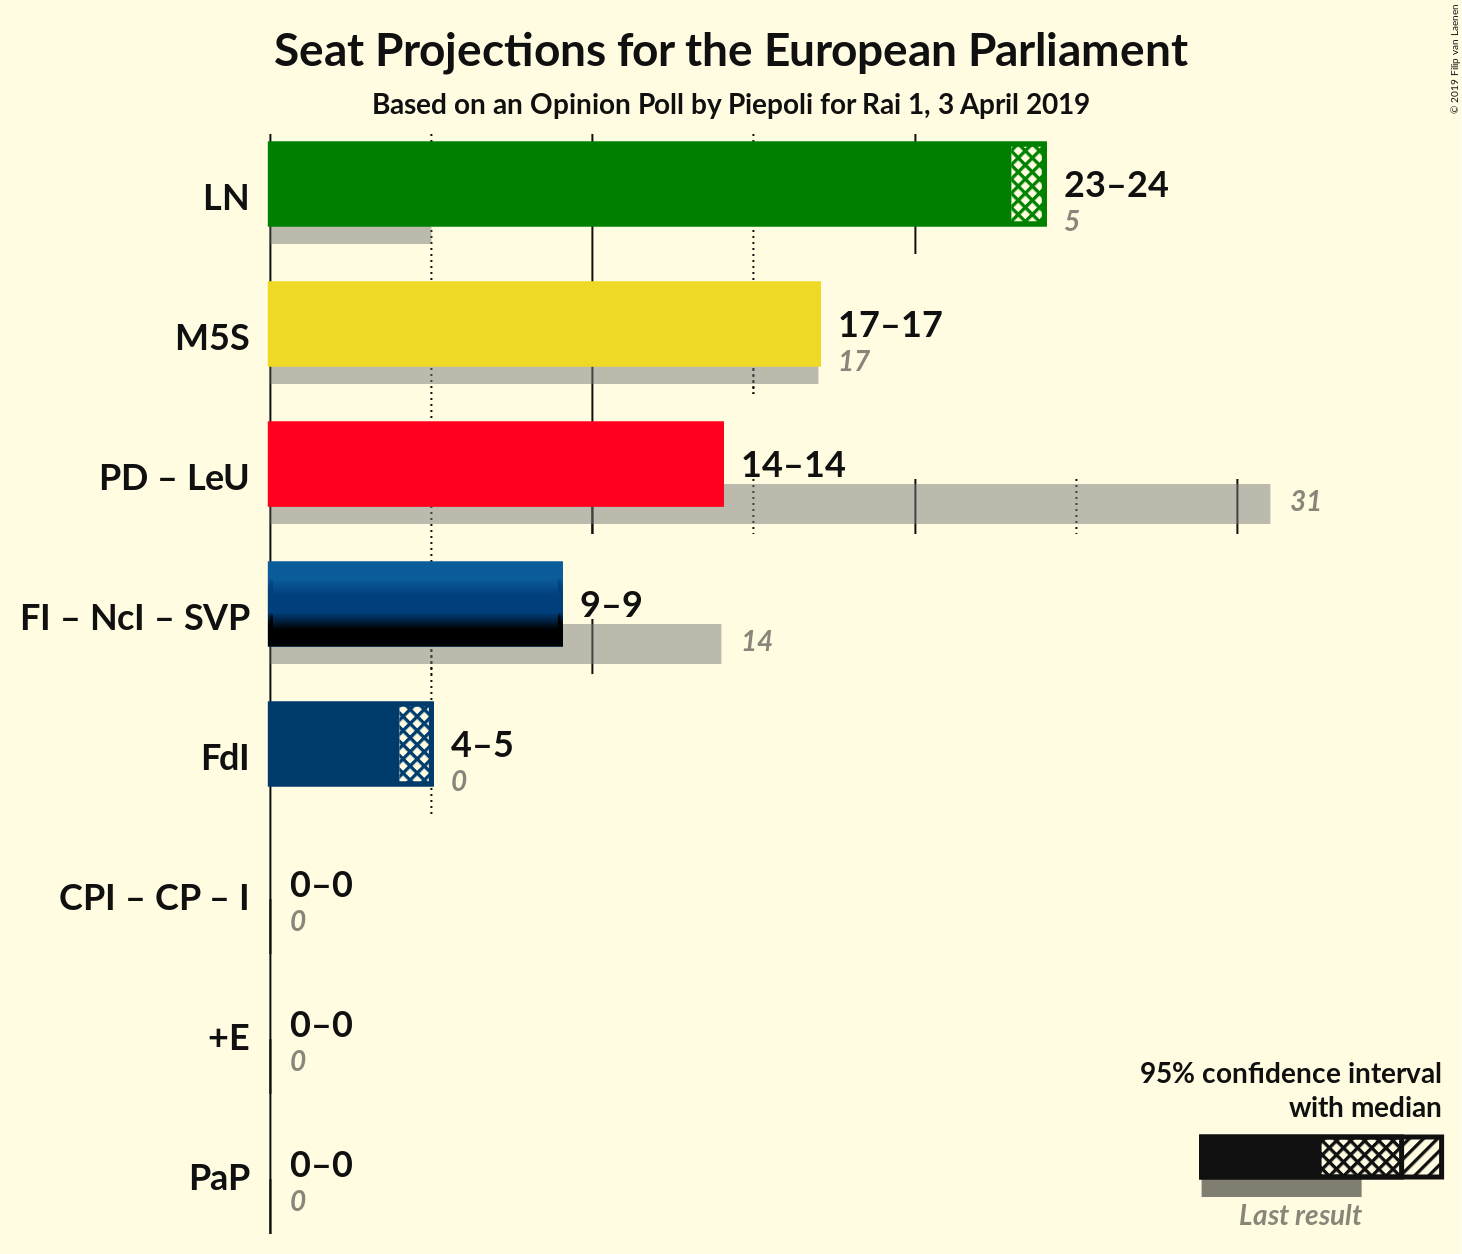 Seat Projections for the European Parliament
Based on an Opinion Poll by Piepoli for Rai 1, 3 April 2019
© 2019 Filip van Laenen
LN
23–24
5
M5S
17–17
17
PD – LeU
14–14
31
FI – NcI – SVP
9–9
14
FdI
4–5
0
CPI – CP – I
0–0
0
+E
0–0
0
PaP
0–0
0
95% confidence interval
with median
Last result